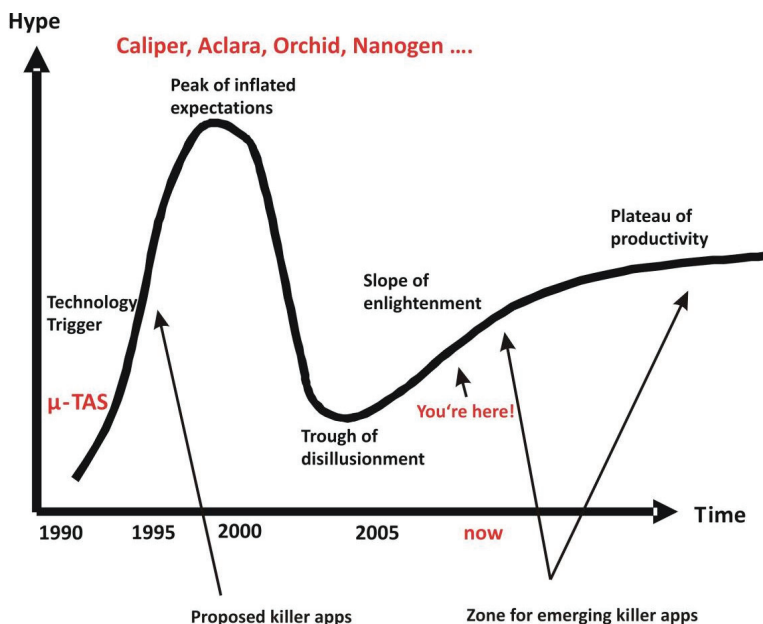 Hype
Caliper, Aclara, Orchid, Nanogen ....
Peak of inflated
expectations
Plateau of
productivity
Slope of
enlightenment
Technology
Trigger
μ-TAS
You're here!
Trough of
disillusionment
Time
1990 1995 2000 2005 now
Proposed killer apps
Zone for emerging killer apps